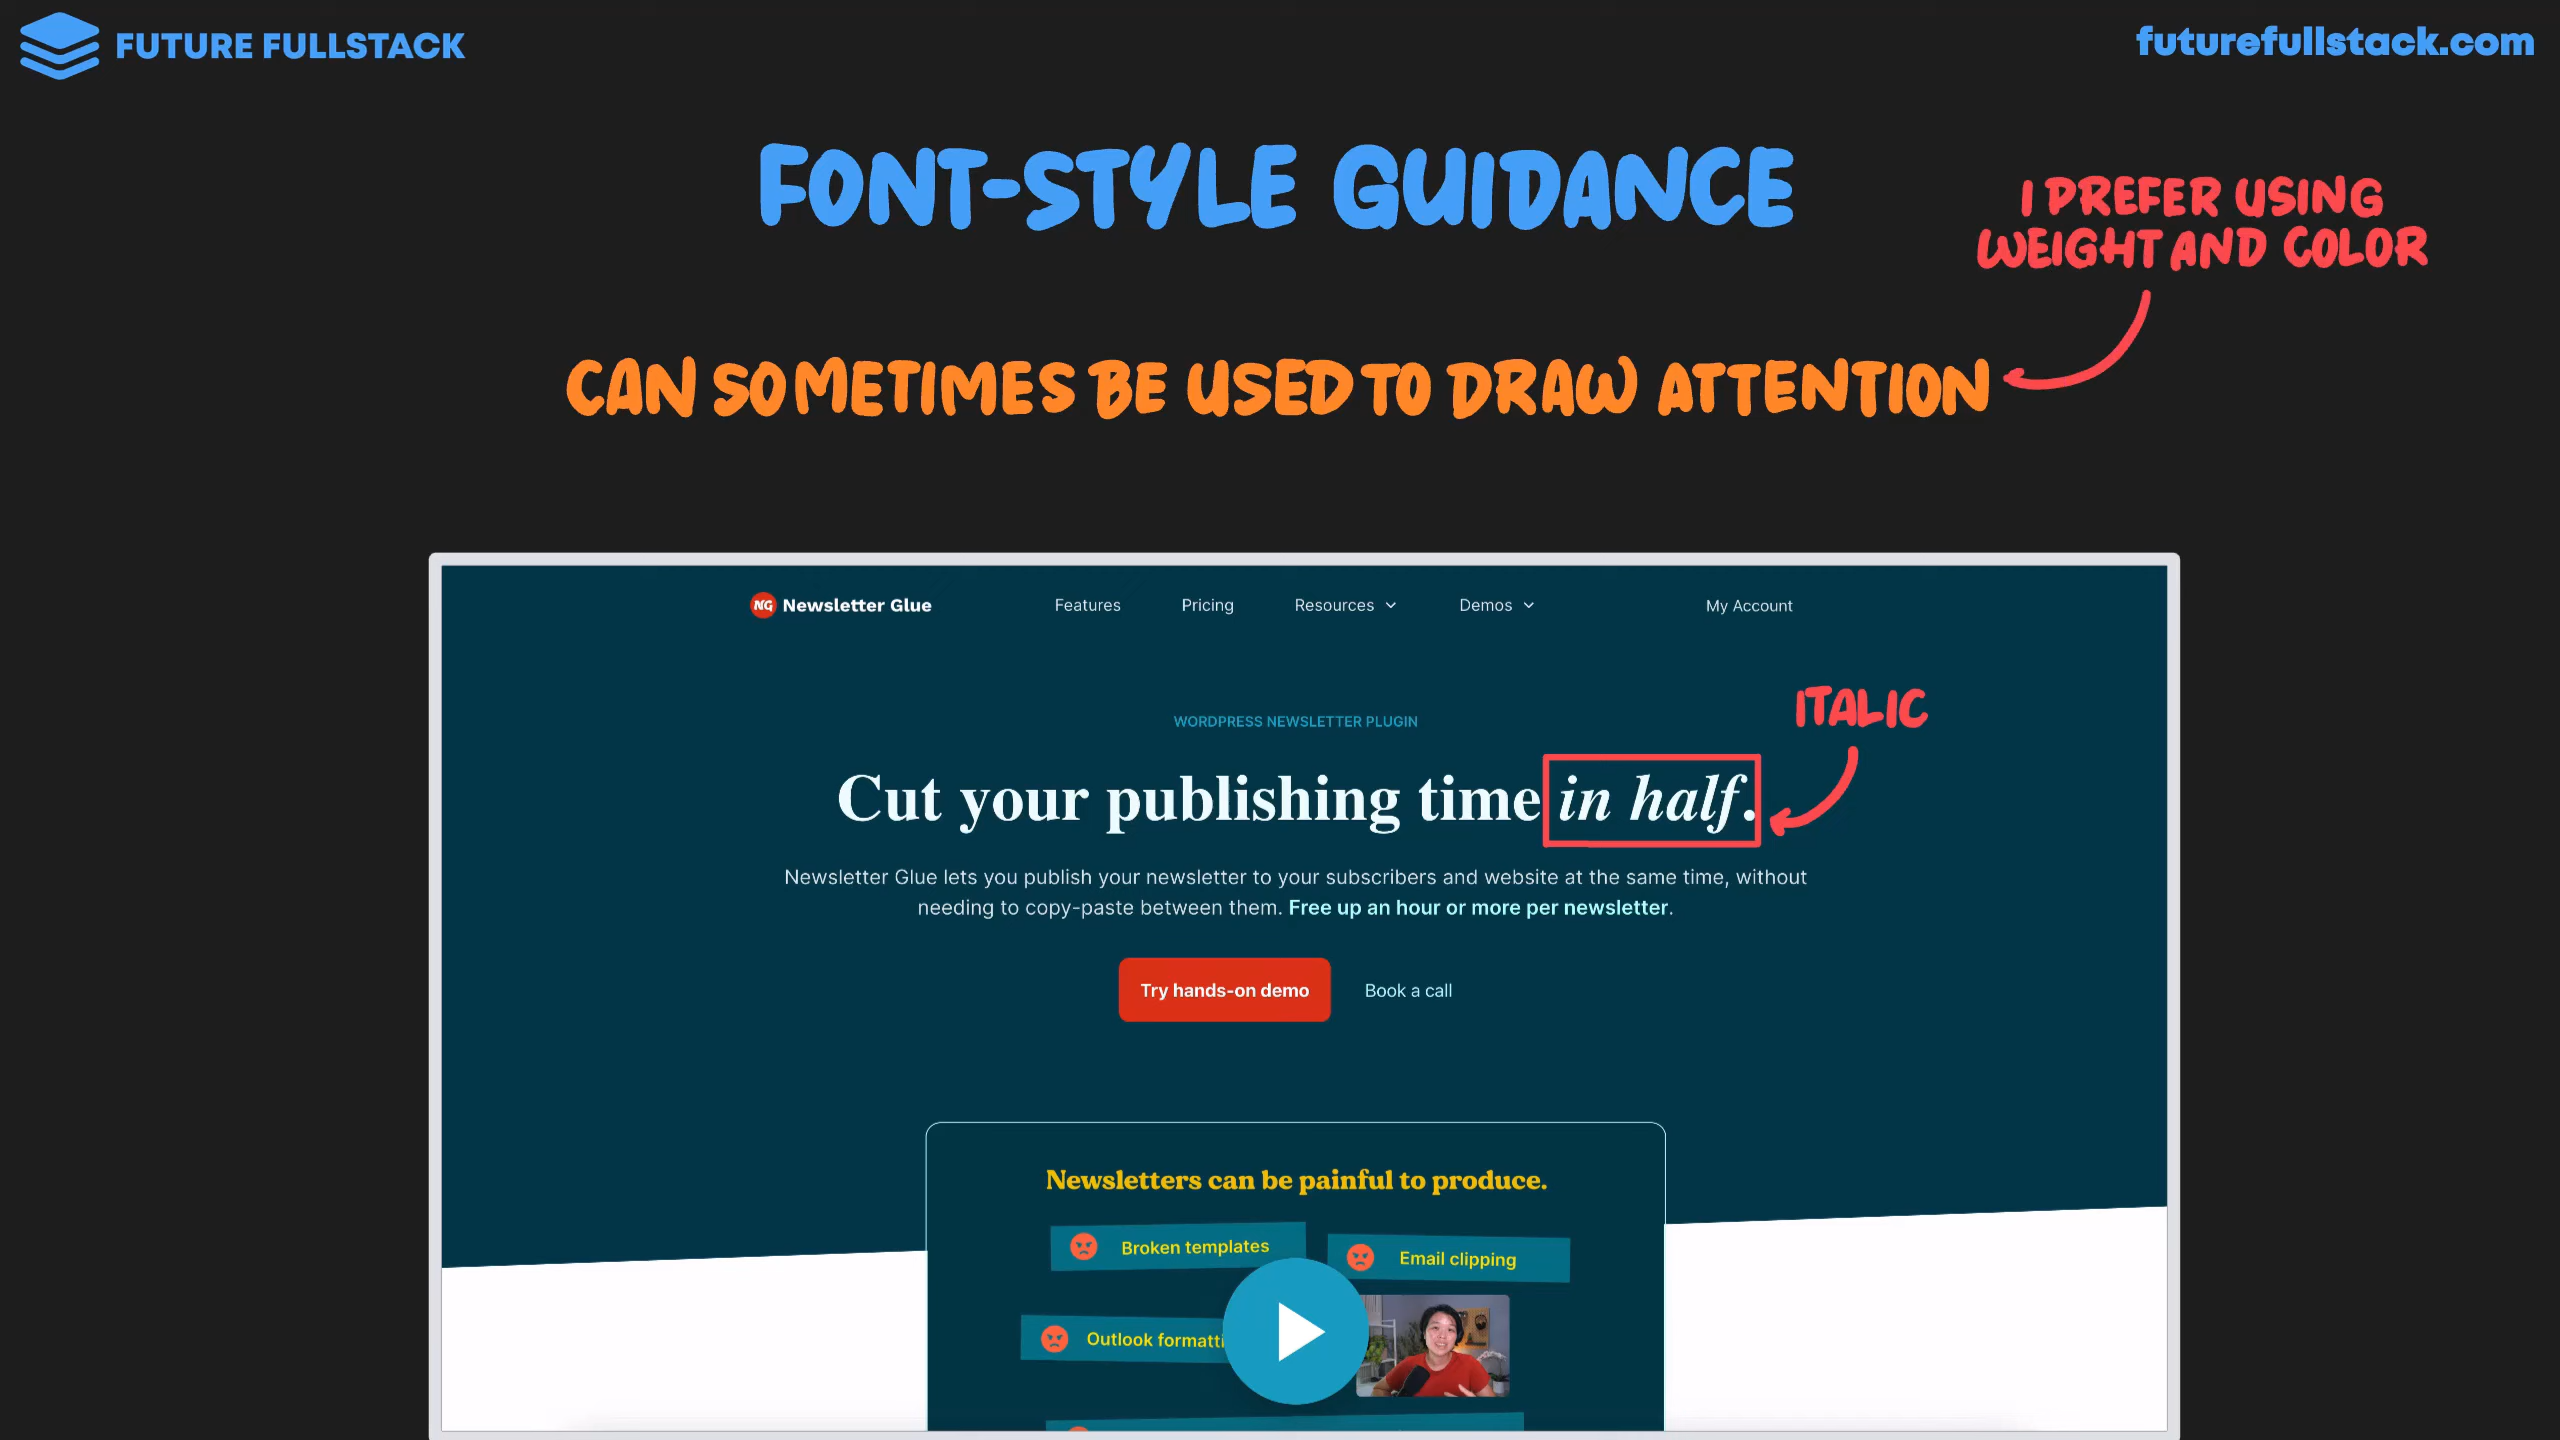 FUTURE FULLSTACK
futurefullstack.com
FONT-STYLE GUIDANCE
I PREFER USING
WEIGHT AND COLOR
CAN SOMETIMES BE USED TO DRAW ATTENTION
NG Newsletter Glue
Features
Pricing
Resources
Demos
My Account
ITALIC
WORDPRESS NEWSLETTER PLUGIN
Cut your publishing time in half.
Newsletter Glue lets you publish your newsletter to your subscribers and website at the same time, without
needing to copy-paste between them. Free up an hour or more per newsletter.
Try hands-on demo
Book a call
Newsletters can be painful to produce.
Broken templates
Email clipping
Outlook formatti